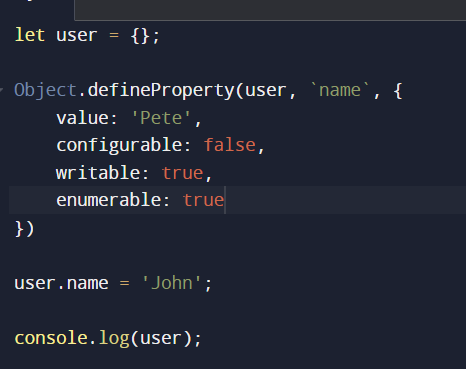 let user = {};
Object.defineProperty(user, `name`, {
    value: 'Pete',
    configurable: false,
    writable: true,
    enumerable: true
})
user.name = 'John';
console.log(user);